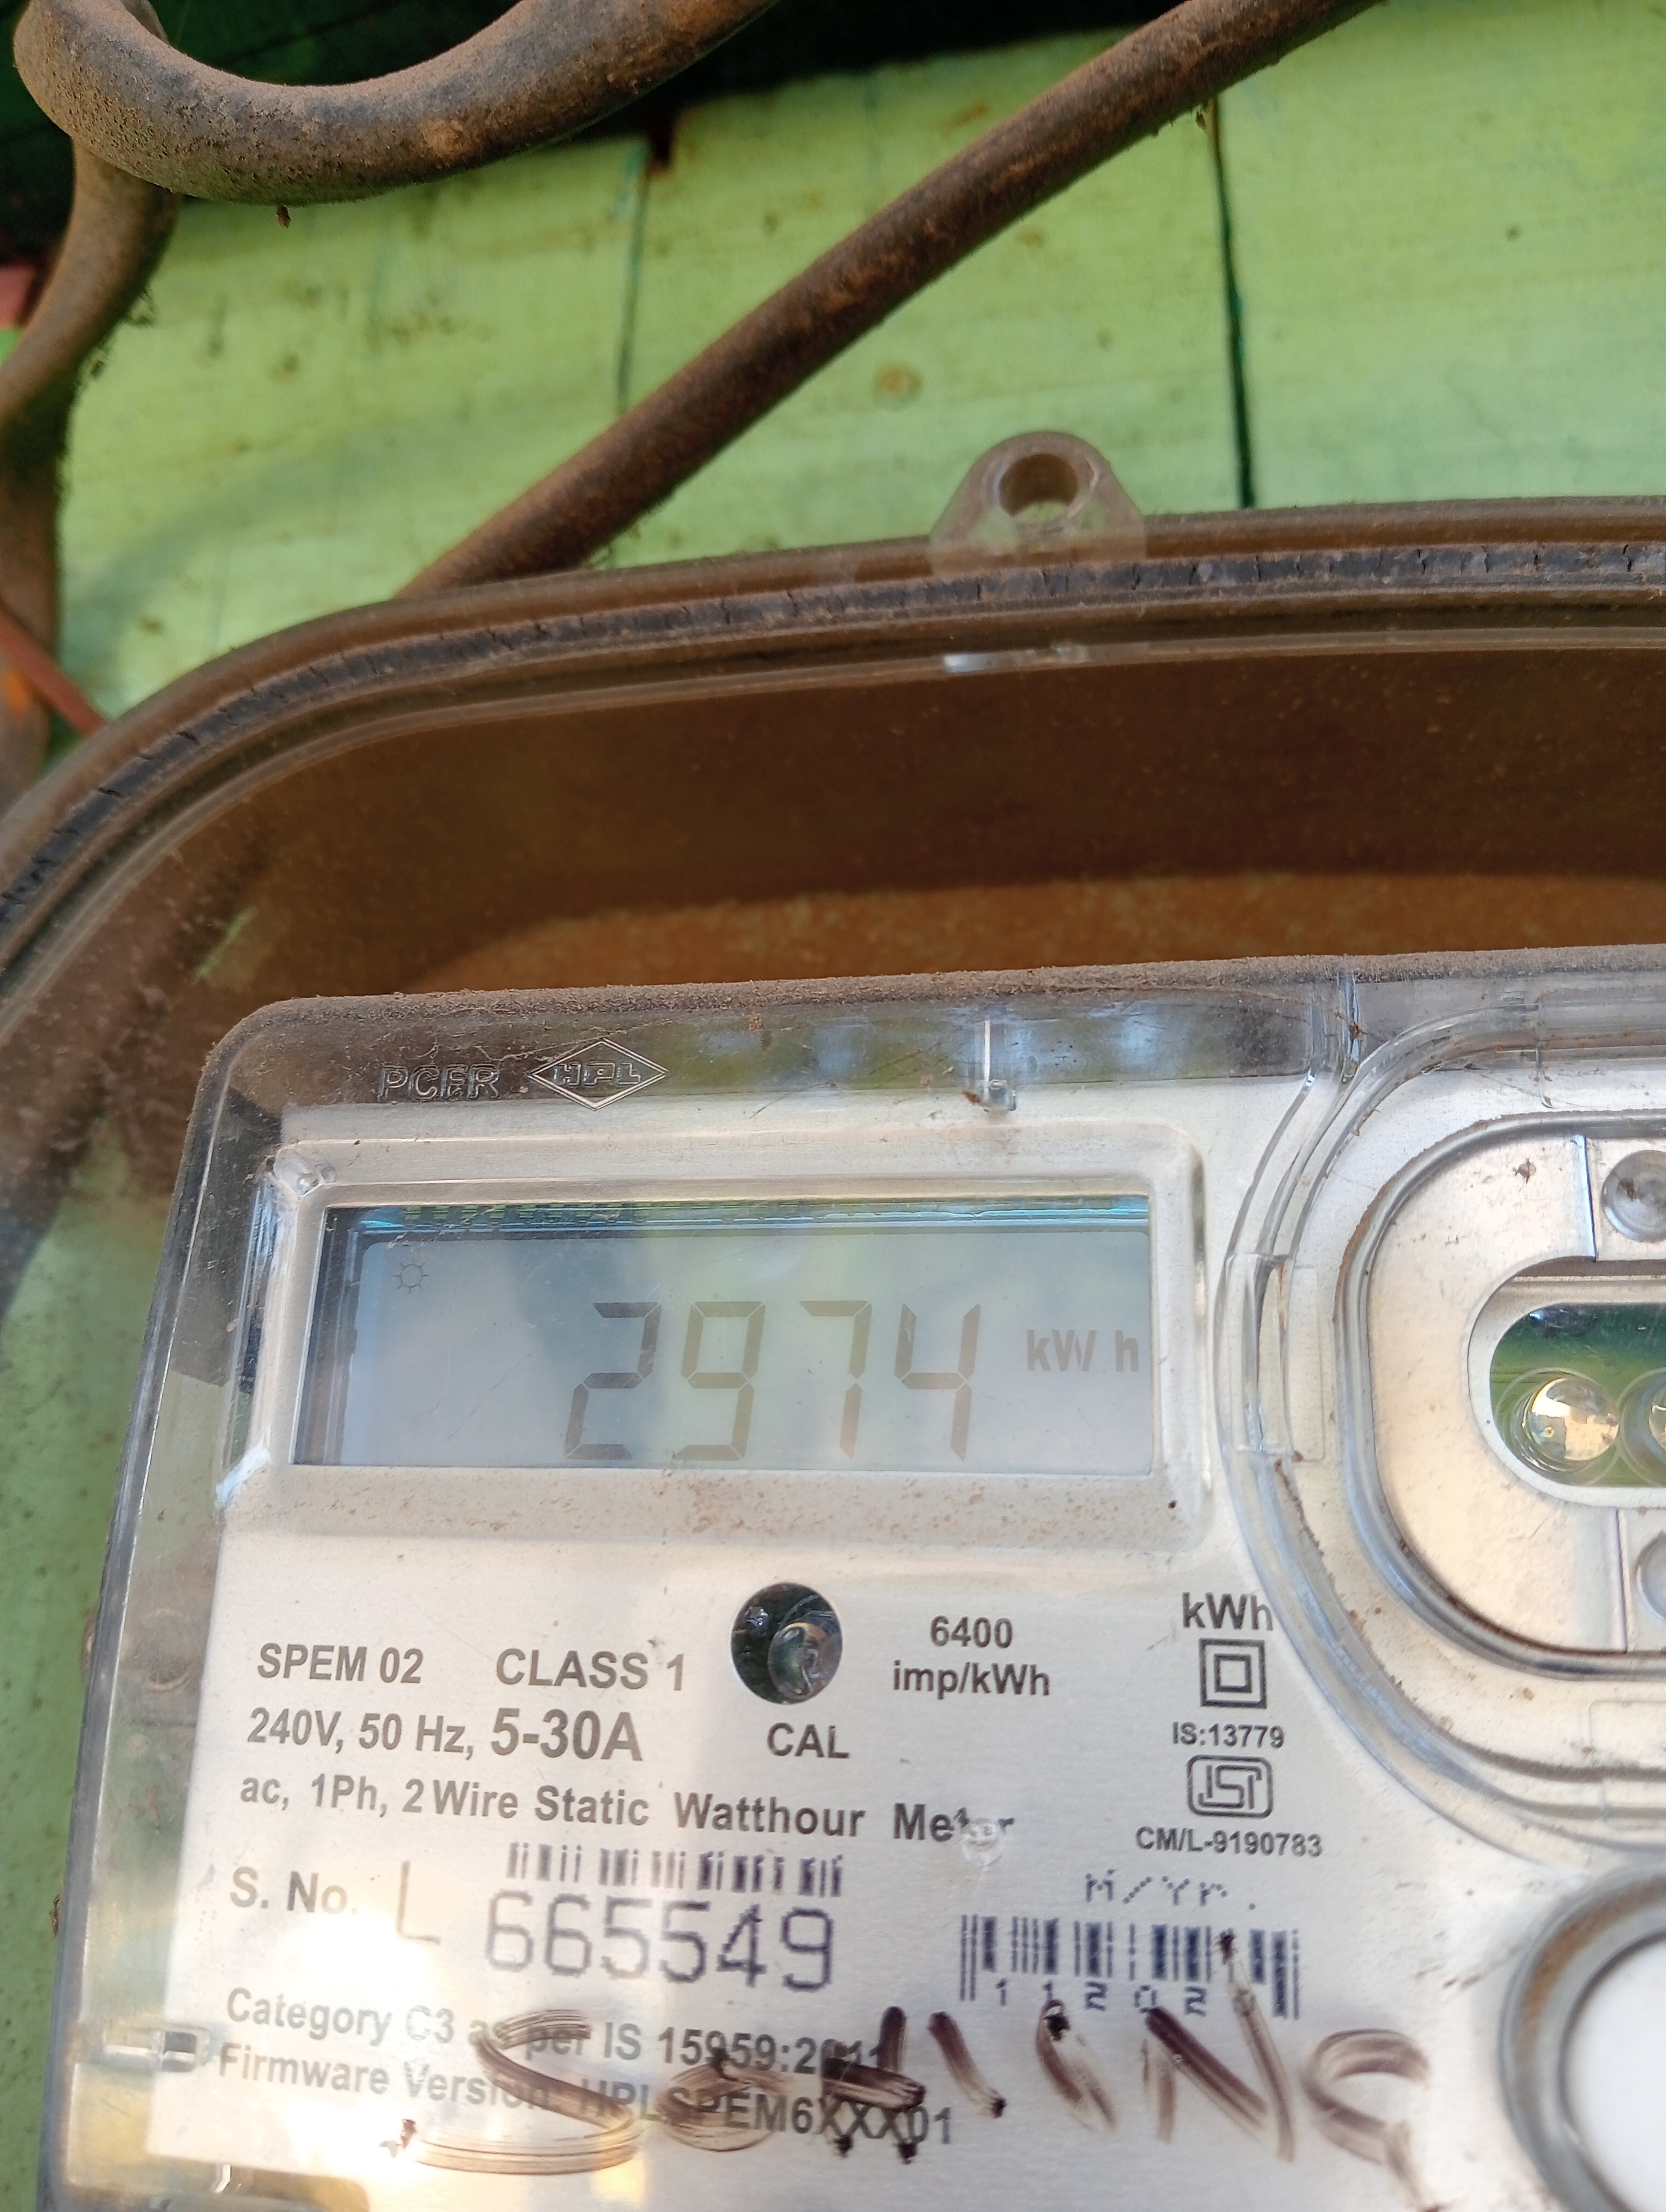 PCER HPL
2974 kWh
6400
imp/kWh
kWh
SPEM 02 CLASS 1
CAL
240V, 50 Hz, 5-30A
IS:13779
ac, 1Ph, 2 Wire Static Watthour Meter
ISI
CM/L-9190783
M/Yr.
S. No. L 665549
Category C3 as per IS 15959:2011
Firmware Version: HPLSPEM6XXX01